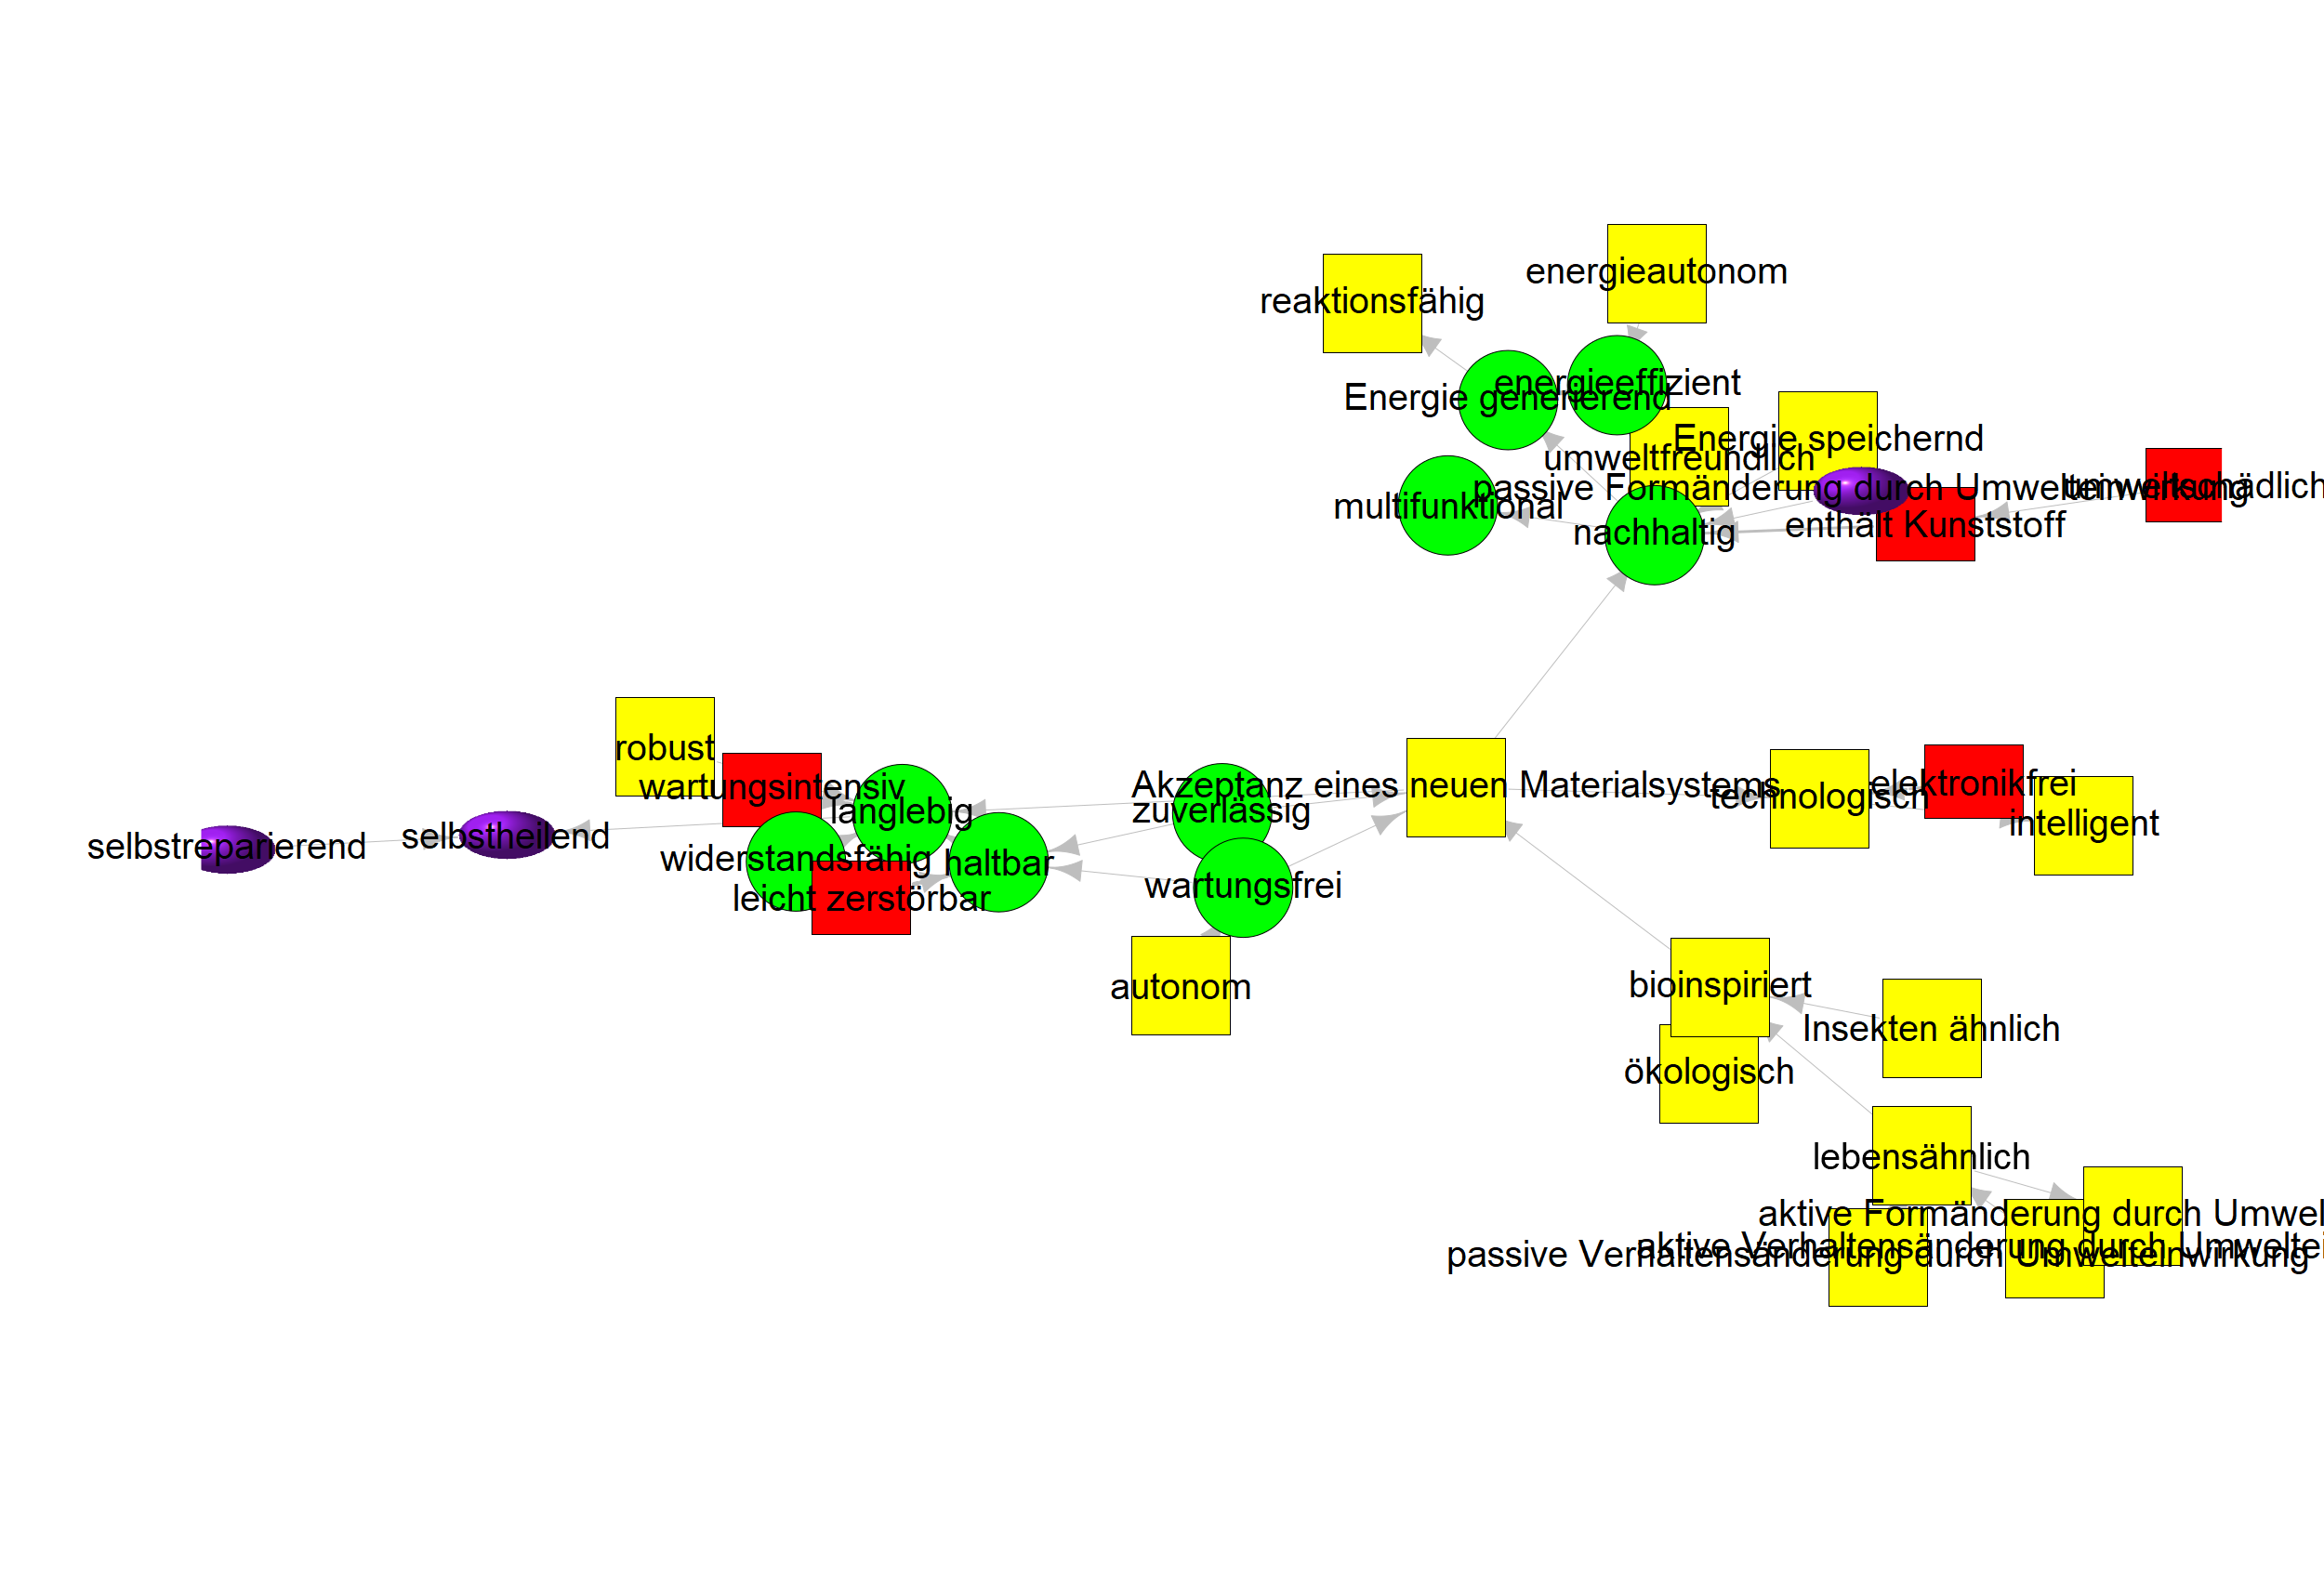 energieautonom
reaktionsfähig
energieeffizient
Energie generierend
Energie speichernd
umweltfreundlich
passive Formänderung durch Umwelteinwirkung
umweltschädlich
multifunktional
enthält Kunststoff
nachhaltig
robust
wartungsintensiv
Akzeptanz eines neuen Materialsystems
elektronikfrei
technologisch
langlebig
zuverlässig
intelligent
selbstheilend
selbstreparierend
widerstandsfähig
haltbar
wartungsfrei
leicht zerstörbar
bioinspiriert
autonom
Insekten ähnlich
ökologisch
lebensähnlich
aktive Formänderung durch Umwel
aktive Verhaltensänderung durch Umweltei
passive Verhaltensänderung durch Umwelteinwirkung